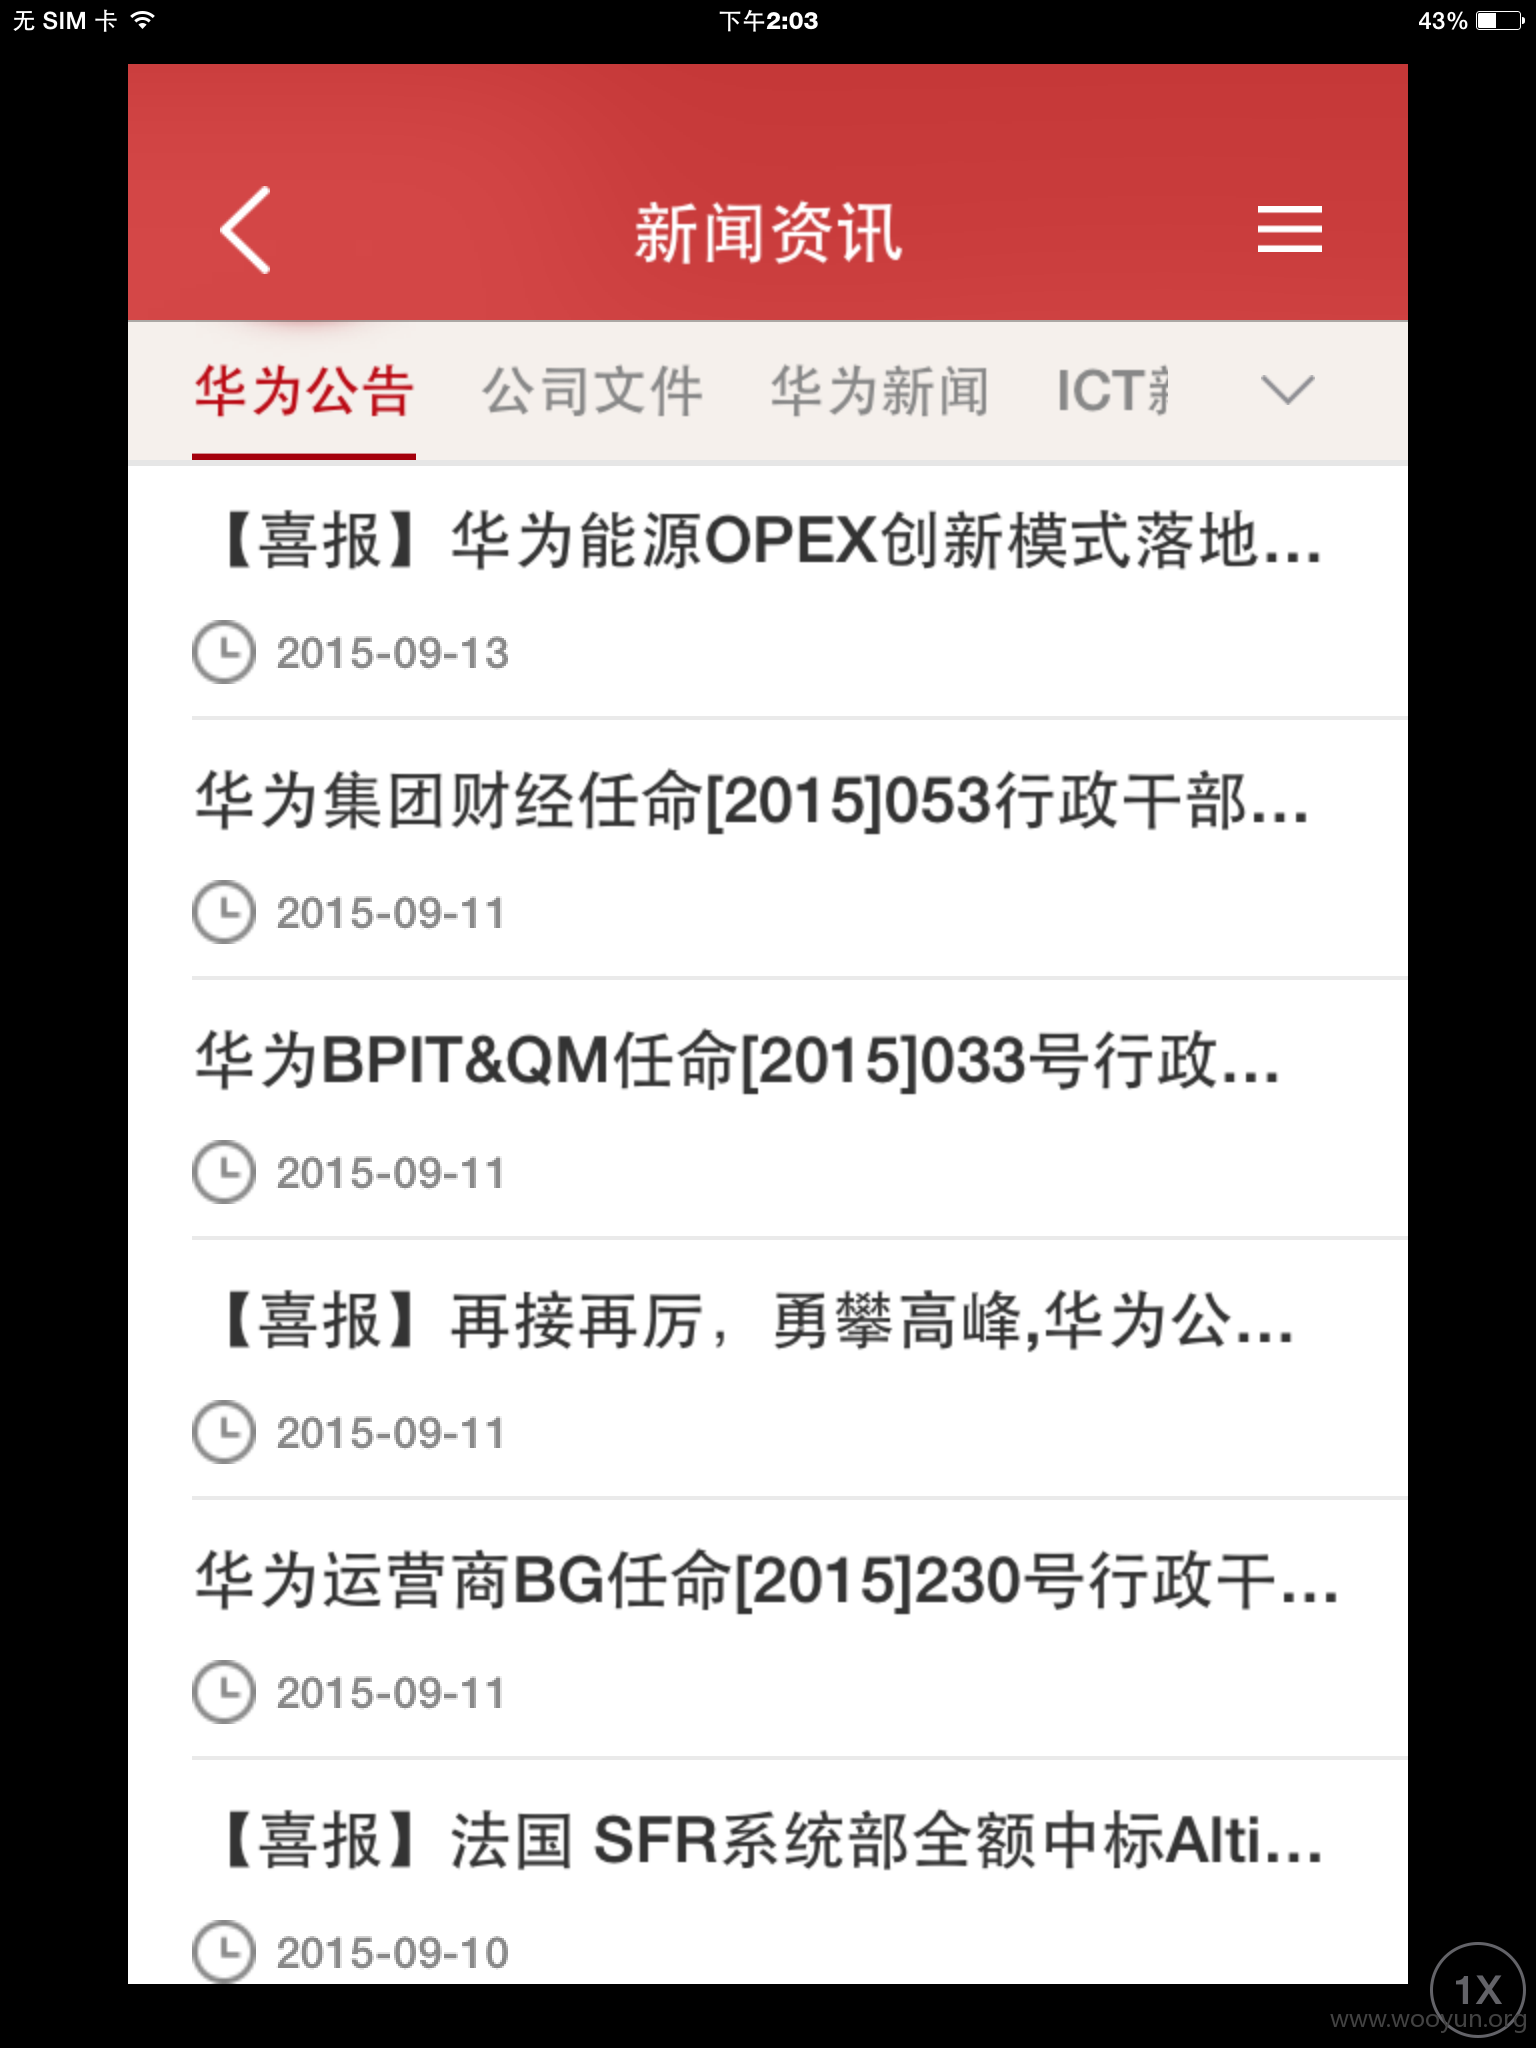 无 SIM 卡
下午2:03
43%
新闻资讯
华为公告 公司文件 华为新闻 ICT新
【喜报】华为能源OPEX创新模式落地...
2015-09-13
华为集团财经任命[2015]053行政干部...
2015-09-11
华为BPIT&QM任命[2015]033号行政...
2015-09-11
【喜报】再接再厉，勇攀高峰,华为公...
2015-09-11
华为运营商BG任命[2015]230号行政干...
2015-09-11
【喜报】法国 SFR系统部全额中标Alti...
2015-09-10
1X
www.wooyun.org